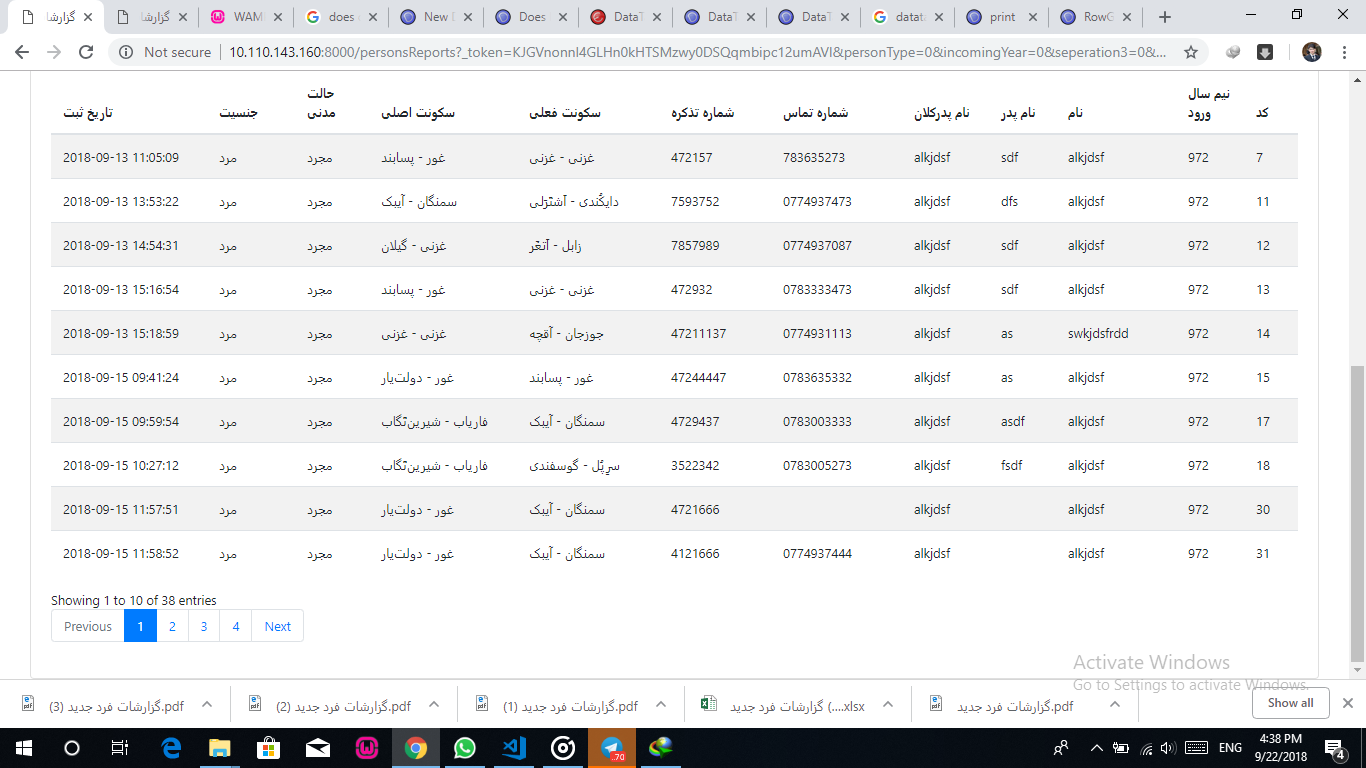 گزارشا
گزارشا
WAM
does
New D
Does
DataT
DataT
DataT
datata
print
RowG
Not secure
10.110.143.160:8000/personsReports?_token=KJGVnonnI4GLHn0kHTSMzwy0DSQqmbipc12umAVI&personType=0&incomingYear=0&seperation3=0&...
کد نیم سال ورود نام نام پدر نام پدرکلان شماره تماس شماره تذکره سکونت فعلی سکونت اصلی حالت مدنی جنسیت تاریخ ثبت
7 972 alkjdsf sdf alkjdsf 783635273 472157 غزنی - غزنی غور - پسابند مجرد مرد 2018-09-13 11:05:09
11 972 alkjdsf dfs alkjdsf 0774937473 7593752 دایکُندی - اَشتَرَلی سمنگان - آیبک مجرد مرد 2018-09-13 13:53:22
12 972 alkjdsf sdf alkjdsf 0774937087 7857989 زابل - اَتغَر غزنی - گیلان مجرد مرد 2018-09-13 14:54:31
13 972 alkjdsf sdf alkjdsf 0783333473 472932 غزنی - غزنی غور - پسابند مجرد مرد 2018-09-13 15:16:54
14 972 swkjdsfrdd as alkjdsf 0774931113 47211137 جوزجان - آقچه غزنی - غزنی مجرد مرد 2018-09-13 15:18:59
15 972 alkjdsf as alkjdsf 0783635332 47244447 غور - پسابند غور - دولت‌یار مجرد مرد 2018-09-15 09:41:24
17 972 alkjdsf asdf alkjdsf 0783003333 4729437 سمنگان - آیبک فاریاب - شیرین‌تگاب مجرد مرد 2018-09-15 09:59:54
18 972 alkjdsf fsdf alkjdsf 0783005273 3522342 سرِپُل - گوسفندی فاریاب - شیرین‌تگاب مجرد مرد 2018-09-15 10:27:12
30 972 alkjdsf alkjdsf 4721666 سمنگان - آیبک غور - دولت‌یار مجرد مرد 2018-09-15 11:57:51
31 972 alkjdsf alkjdsf 0774937444 4121666 سمنگان - آیبک غور - دولت‌یار مجرد مرد 2018-09-15 11:58:52
Showing 1 to 10 of 38 entries
Previous 1 2 3 4 Next
Activate Windows
Go to Settings to activate Windows.
گزارشات فرد جدید (3).pdf
گزارشات فرد جدید (2).pdf
گزارشات فرد جدید (1).pdf
گزارشات فرد جدید (....xlsx
گزارشات فرد جدید.pdf
Show all
..70
ENG
4:38 PM
9/22/2018
4